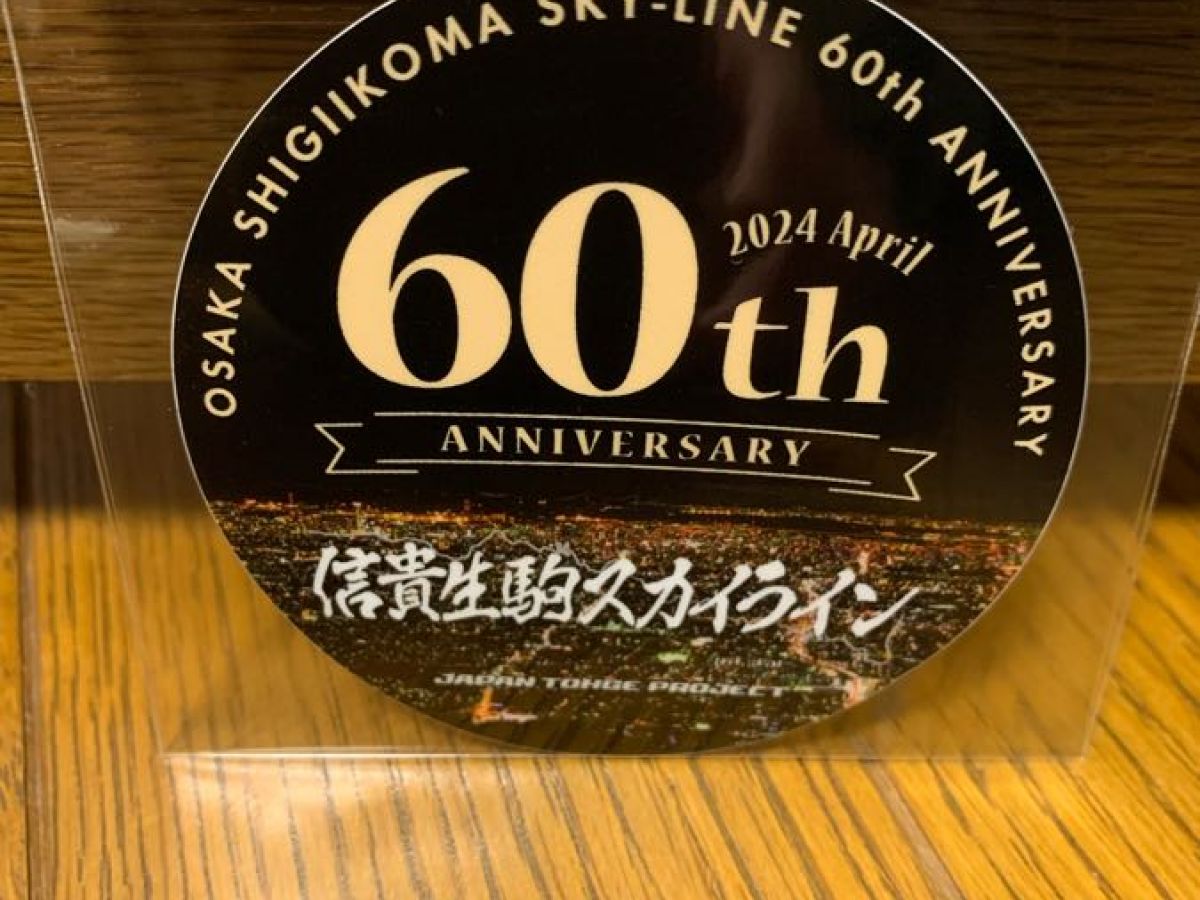 OSAKA SHIGIIKOMA SKY-LINE 60th ANNIVERSARY
2024 April
60th
ANNIVERSARY
信貴生駒スカイライン
JAPAN TOHGE PROJECT